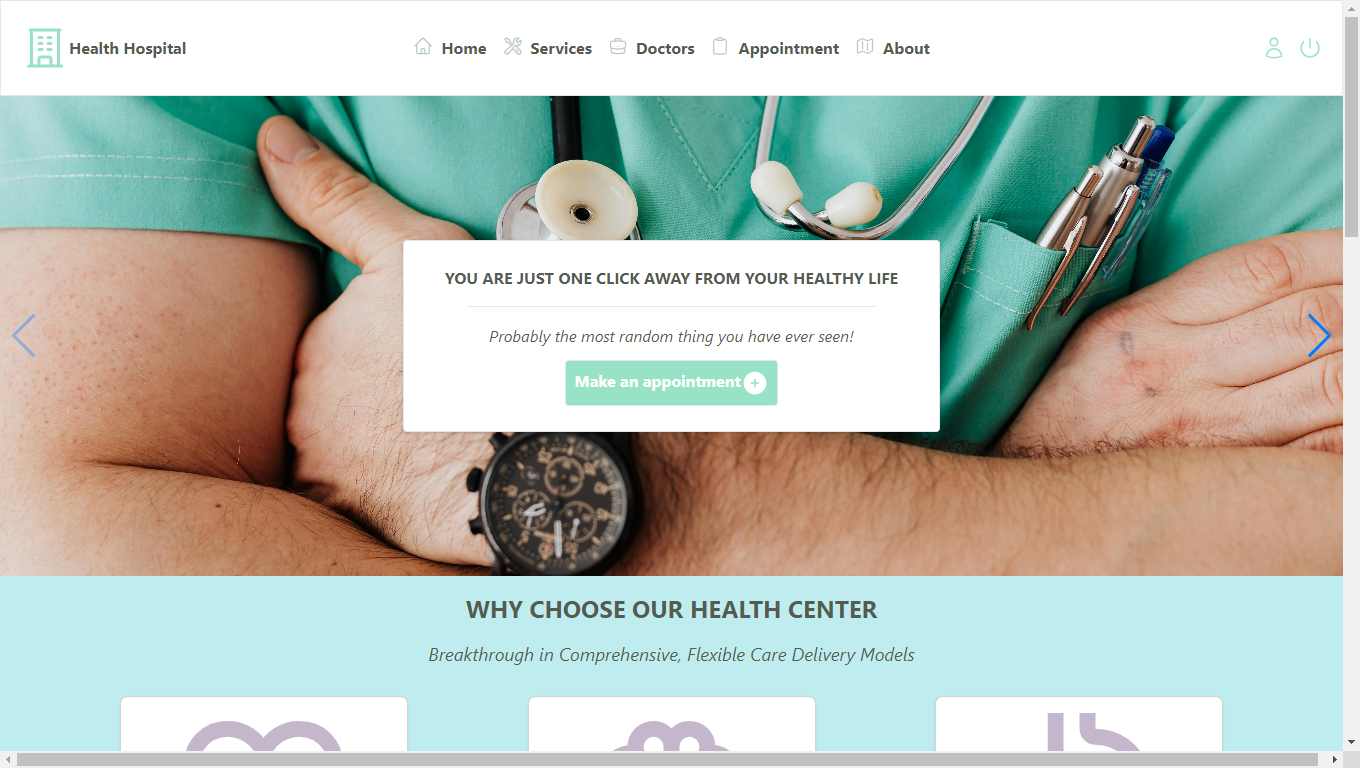 Health Hospital
Home Services Doctors Appointment About
YOU ARE JUST ONE CLICK AWAY FROM YOUR HEALTHY LIFE
Probably the most random thing you have ever seen!
Make an appointment
WHY CHOOSE OUR HEALTH CENTER
Breakthrough in Comprehensive, Flexible Care Delivery Models